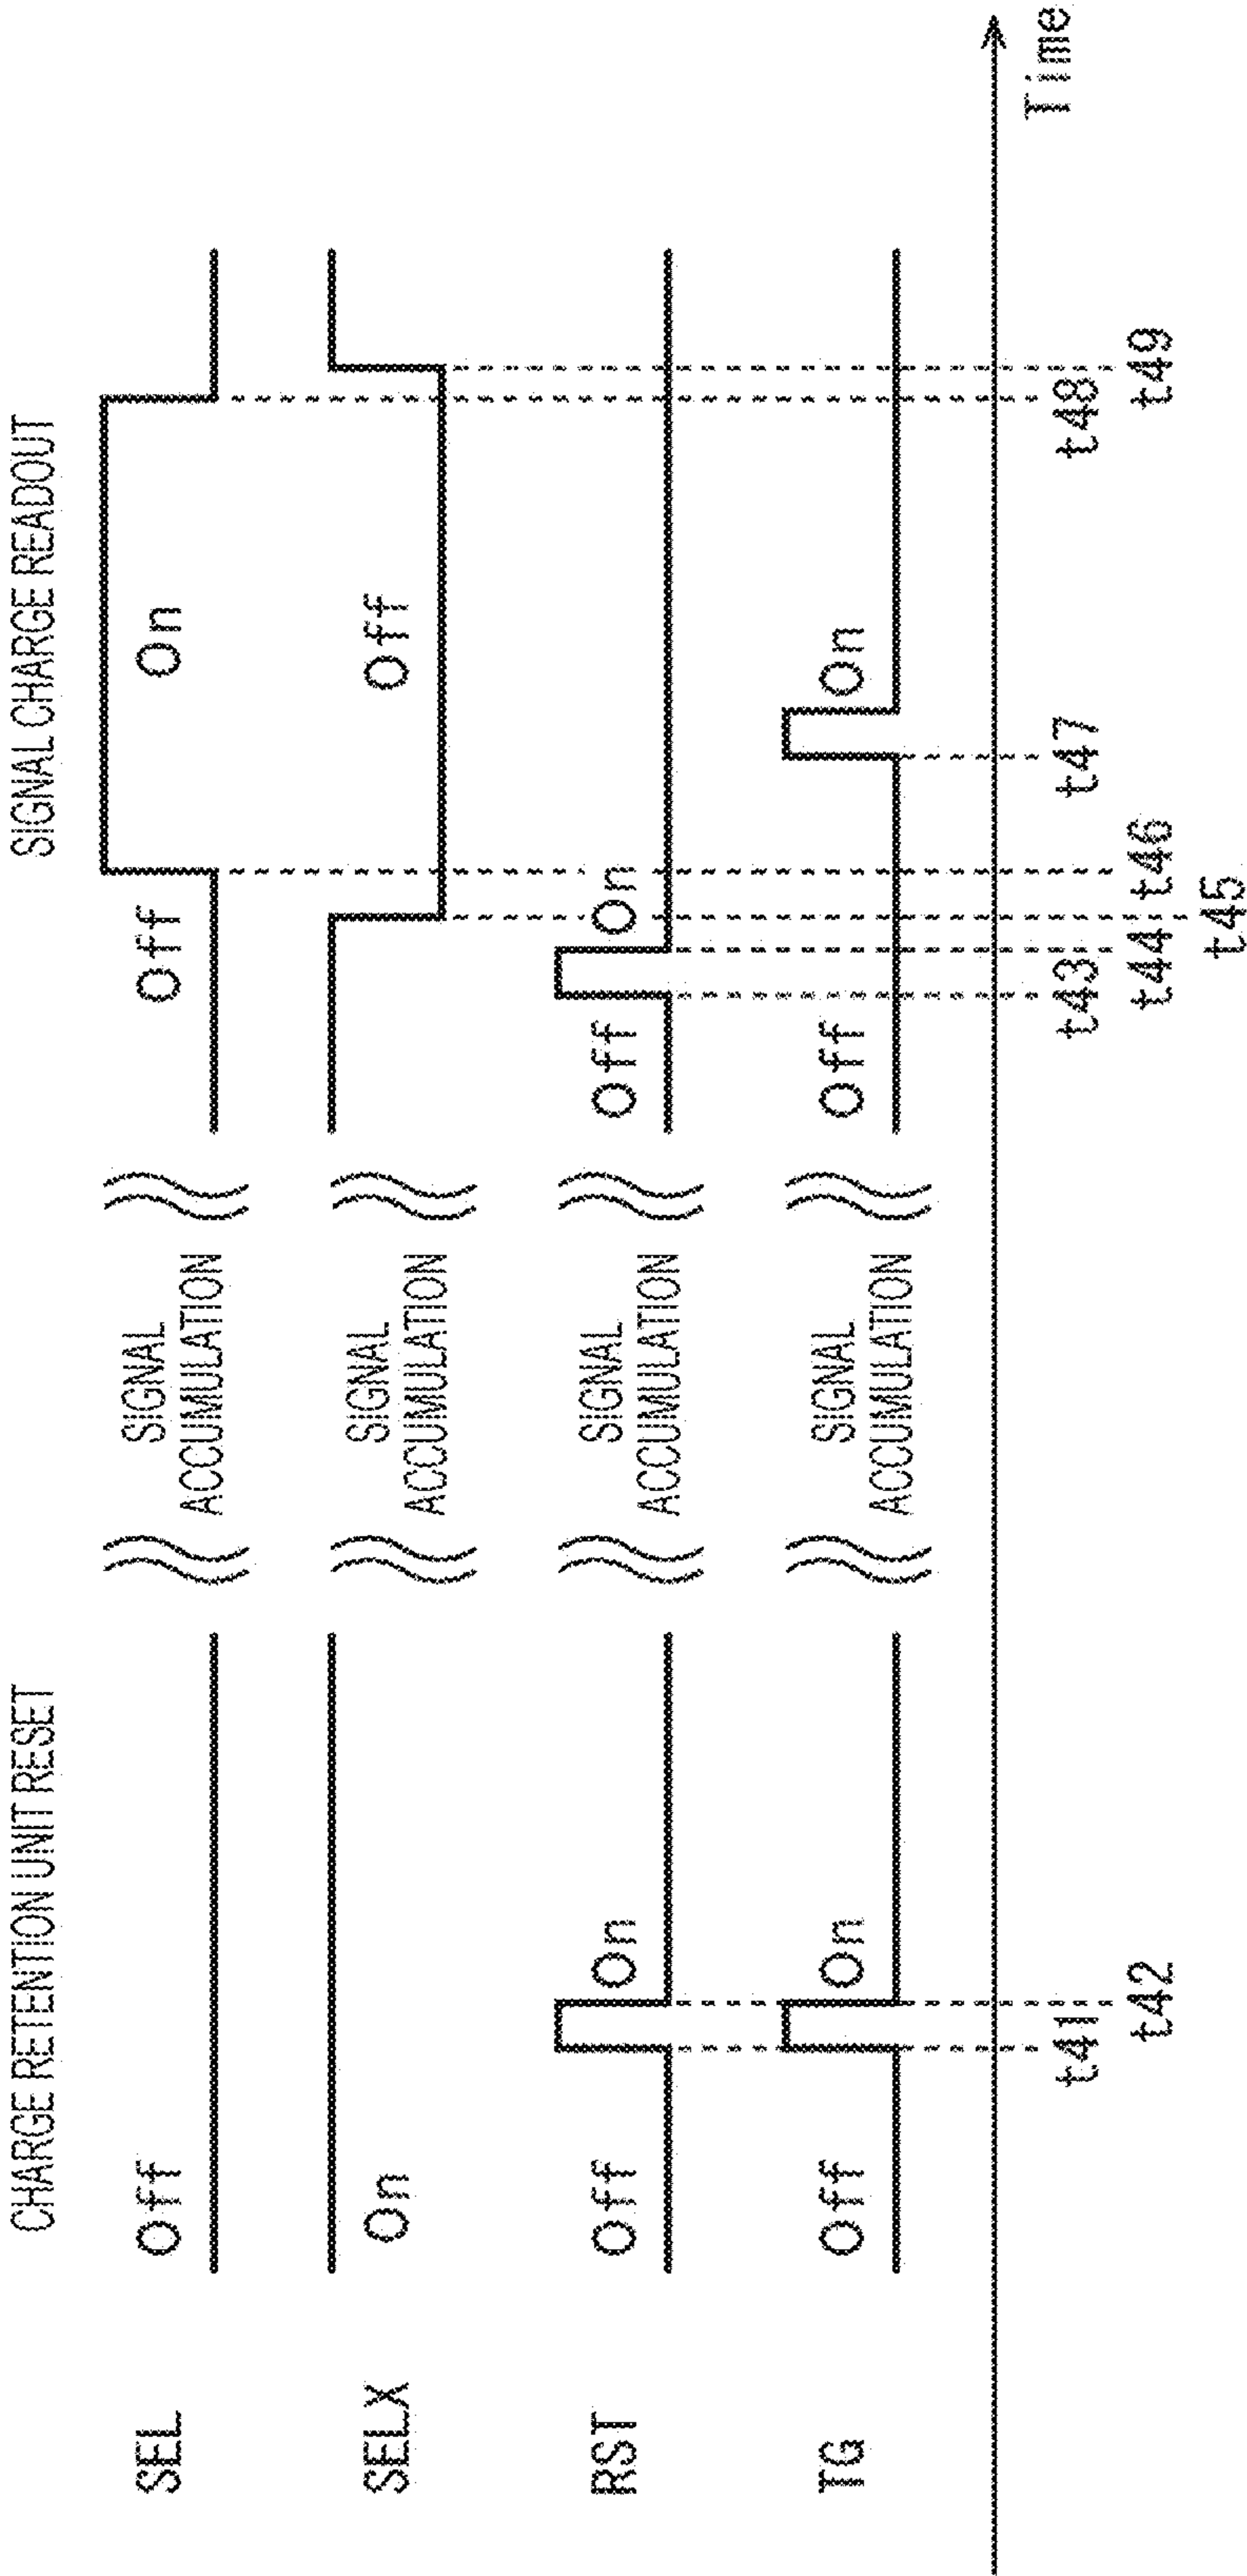 CHARGE RETENTION UNIT RESET
SIGNAL CHARGE READOUT
SEL
Off
SIGNAL
ACCUMULATION
Off
On
SELX
On
SIGNAL
ACCUMULATION
Off
RST
Off
On
SIGNAL
ACCUMULATION
Off
On
TG
Off
On
SIGNAL
ACCUMULATION
Off
On
Time
t41
t43
t47
t48
t42
t44
t46
t49
t45